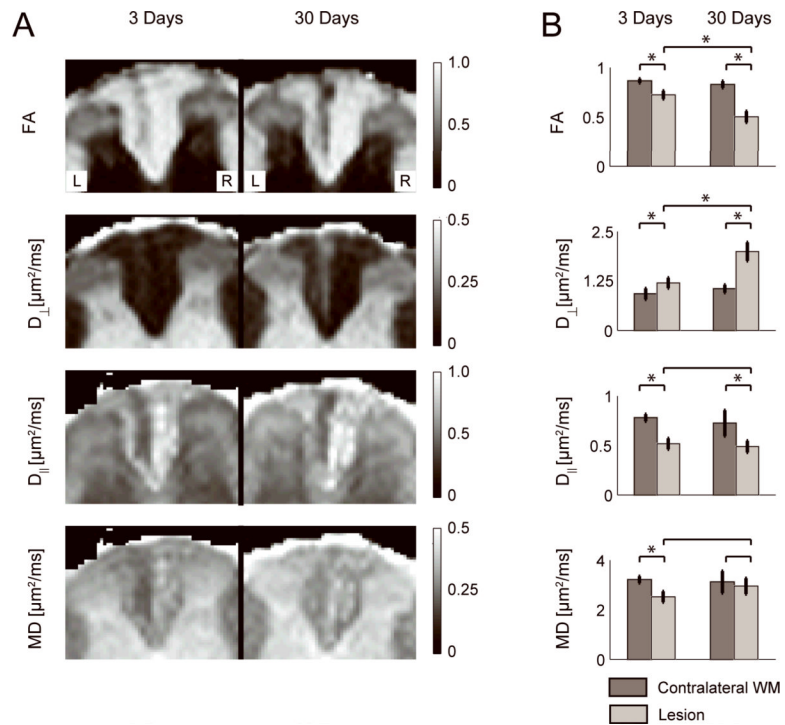 A 3 Days 30 Days B 3 Days 30 Days
FA 1.0 0.5 0 L R L R FA 1 0.5 0 * * *
D⊥ [µm²/ms] 0.5 0.25 0 D⊥ [µm²/ms] 2.5 1.25 0 * * *
D|| [µm²/ms] 1.0 0.5 0 D|| [µm²/ms] 1 0.5 0 * *
MD [µm²/ms] 0.5 0.25 0 MD [µm²/ms] 4 2 0 *
Contralateral WM
Lesion